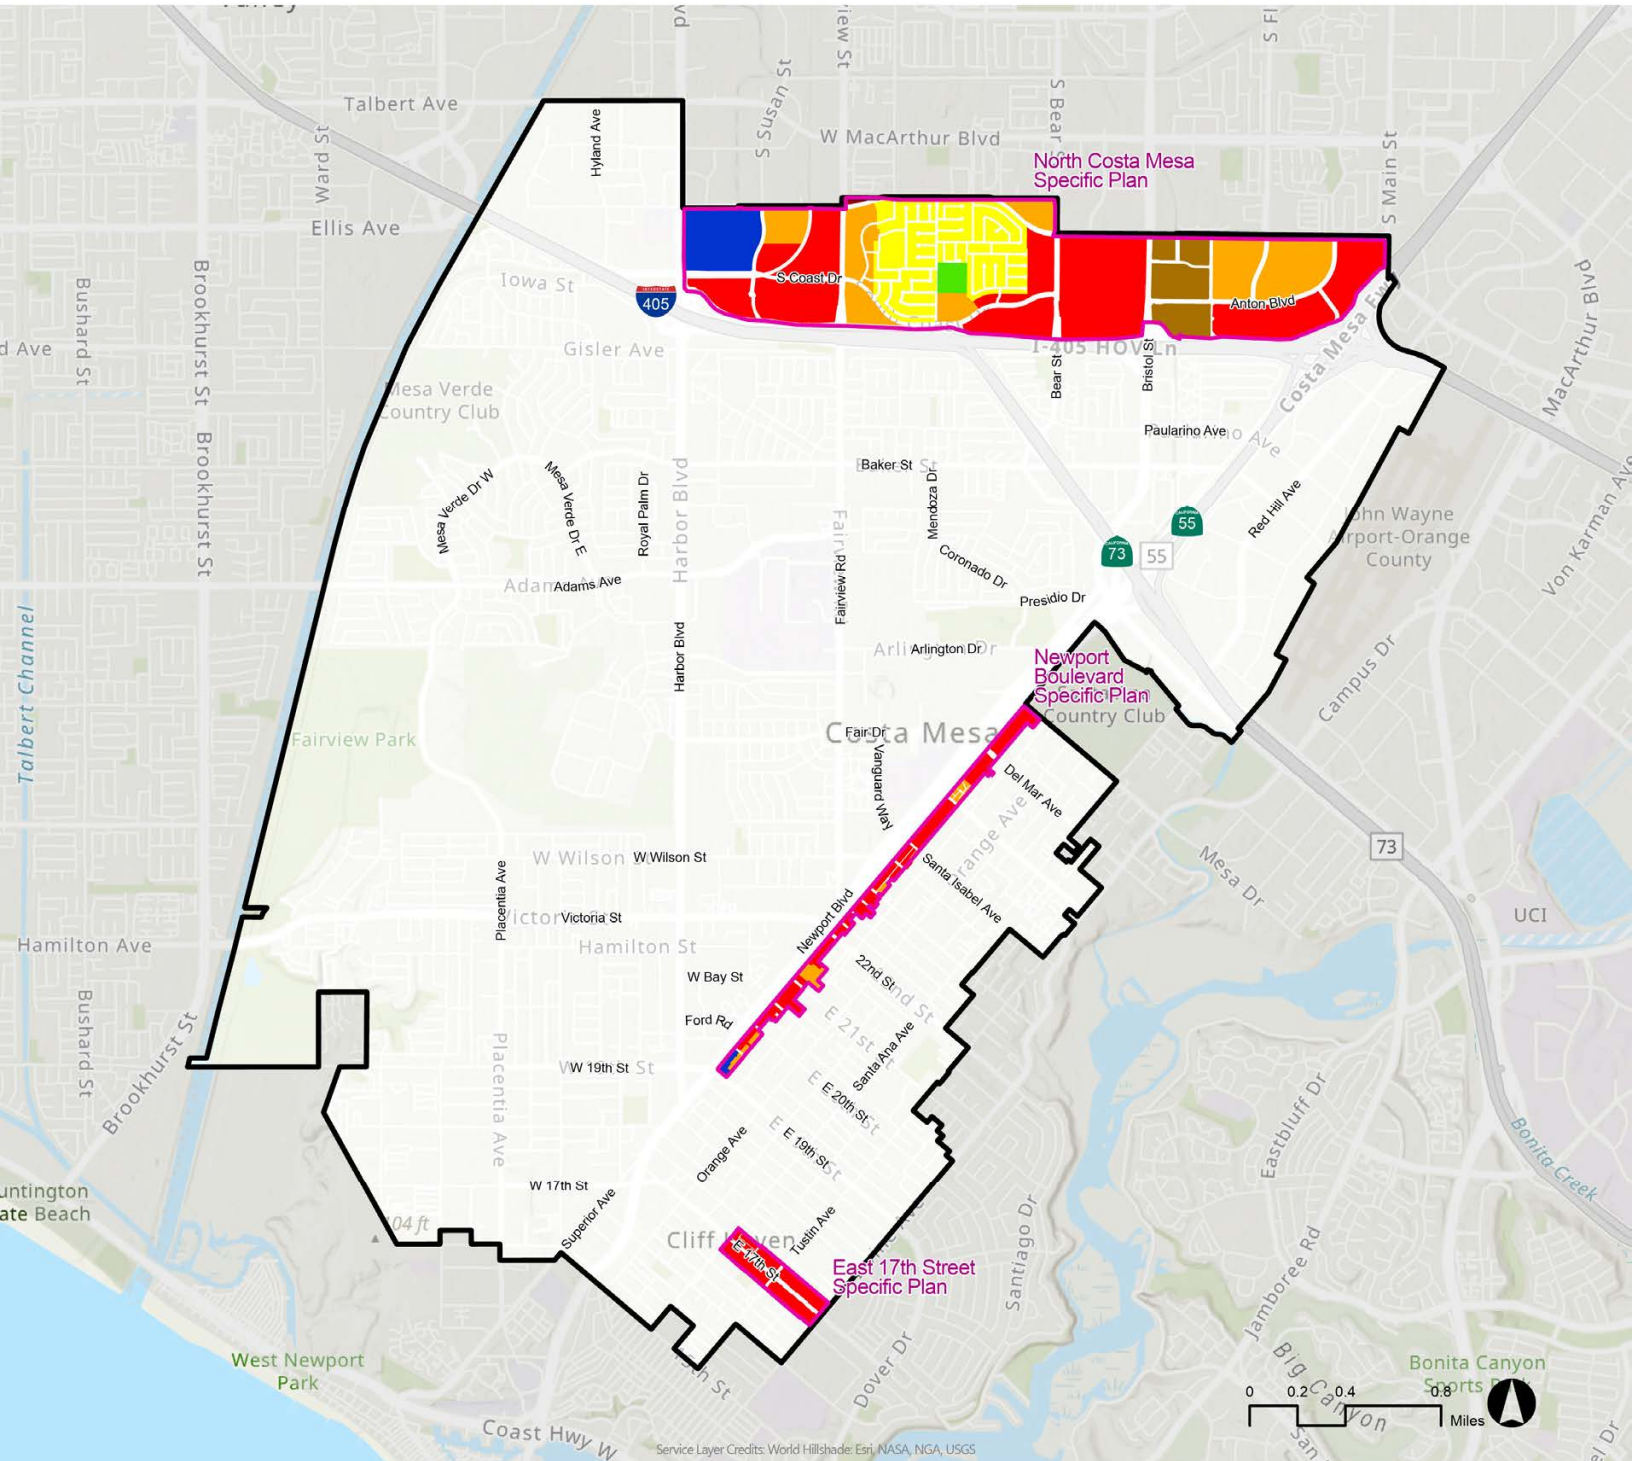 Valley
Talbert Ave
Hyland Ave
S Susan St
W MacArthur Blvd
Ward St
North Costa Mesa
Specific Plan
S Main St
Ellis Ave
Iowa St
405
S Coast Dr
Anton Blvd
Brookhurst St
Bushard St
MacArthur Blvd
Gisler Ave
I-405 HOV Ln
Bear St
Bristol St
Costa Mesa Fwy
Mesa Verde
Country Club
Paularino Ave
Brookhurst St
Harbor Blvd
Baker St
Mendoza Dr
Mesa Verde Dr W
Mesa Verde Dr E
Royal Palm Dr
Red Hill Ave
55
73
55
John Wayne
Airport-Orange
County
Von Karman Ave
Coronado Dr
Adams Ave
Fairview Rd
Presidio Dr
Arlington Dr
Arlington Dr
Harbor Blvd
Newport
Boulevard
Specific Plan
Country Club
Campus Dr
Talbert Channel
Fairview Park
Costa Mesa
Fair Dr
Vanguard Way
Del Mar Ave
Orange Ave
73
Mesa Dr
W Wilson St
W Wilson St
Placentia Ave
Victoria St
Victoria St
Santa Isabel Ave
Newport Blvd
UCI
Hamilton Ave
Hamilton St
W Bay St
22nd St
Ford Rd
E 21st St
Santa Ana Ave
Bushard St
Brookhurst St
Placentia Ave
W 19th St
E 20th St
E 19th St
Orange Ave
Eastbluff Dr
Bonita Creek
W 17th St
Superior Ave
Tustin Ave
104 ft
Cliff Haven
E 17th St
East 17th Street
Specific Plan
Santiago Dr
Jamboree Rd
Dover Dr
West Newport
Park
Big Canyon
Bonita Canyon
Sports Park
0 0.2 0.4 0.8
Miles
Coast Hwy W
Service Layer Credits: World Hillshade: Esri, NASA, NGA, USGS